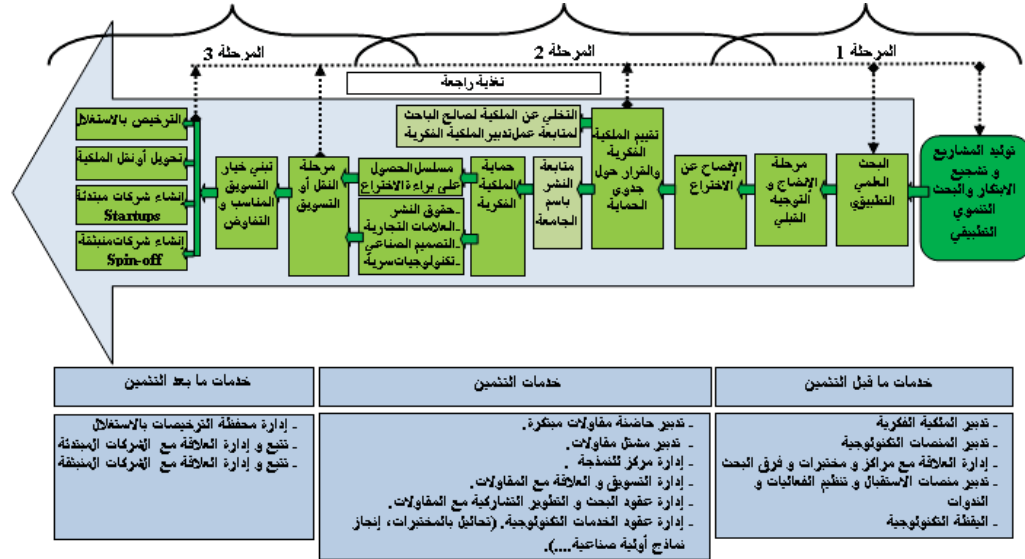 المرحلة 1
المرحلة 2
المرحلة 3
تغذية راجعة
توليد المشاريع
و تشجيع
الابتكار والبحث
التنموي
التطبيقي
البحث
العلمي
التطبيقي
مرحلة
الإنضاج و
التوجيه
القبلي
الإفصاح عن
الاختراع
تقييم الملكية
الفكرية
والقرار حول
جدوى
الحماية
التخلي عن الملكية لصالح الباحث
لمتابعة عمل تدبير الملكية الفكرية
متابعة
النشر
باسم
الجامعة
حماية
الملكية
الفكرية
مسلسل الحصول
على براءة الاختراع
ـ حقوق النشر
ـ العلامات التجارية
ـ التصميم الصناعي
ـ تكنولوجيات سرية
مرحلة
النقل أو
التسويق
تبني خيار
التسويق
المناسب و
التفاوض
الترخيص بالاستغلال
تحويل أو نقل الملكية
إنشاء شركات مبتدئة
Startups
إنشاء شركات منبثقة
Spin-off
خدمات ما قبل التثمين
ـ تدبير الملكية الفكرية
ـ تدبير المنصات التكنولوجية
ـ إدارة العلاقة مع مراكز و مختبرات و فرق البحث
ـ تدبير منصات الاستقبال و تنظيم الفعاليات و
الندوات
ـ اليقظة التكنولوجية
خدمات التثمين
ـ تدبير حاضنة مقاولات مبتكرة.
ـ تدبير مشتل مقاولات.
ـ إدارة مركز للنمذجة .
ـ إدارة التسويق و العلاقة مع المقاولات.
ـ إدارة عقود البحث و التطوير التشاركية مع المقاولات.
ـ إدارة عقود الخدمات التكنولوجية. (تحاليل بالمختبرات، إنجاز
نماذج أولية صناعية....).
خدمات ما بعد التثمين
ـ إدارة محفظة الترخيصات بالاستغلال
ـ تتبع و إدارة العلاقة مع الشركات المبتدئة
ـ تتبع و إدارة العلاقة مع الشركات المنبثقة